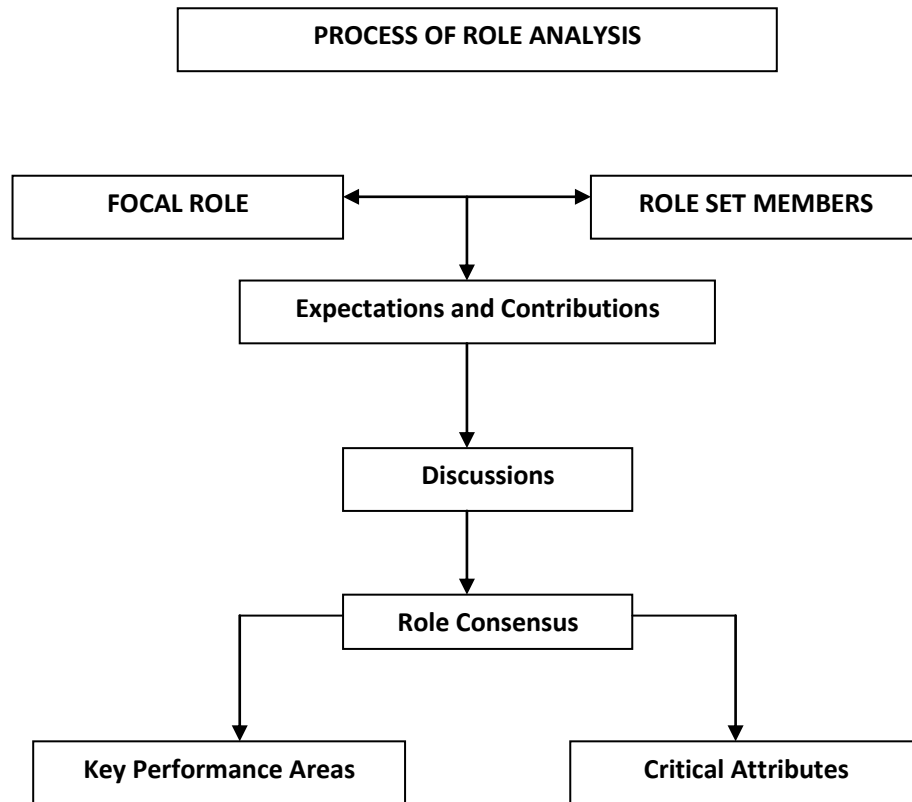 PROCESS OF ROLE ANALYSIS
FOCAL ROLE
ROLE SET MEMBERS
Expectations and Contributions
Discussions
Role Consensus
Key Performance Areas
Critical Attributes